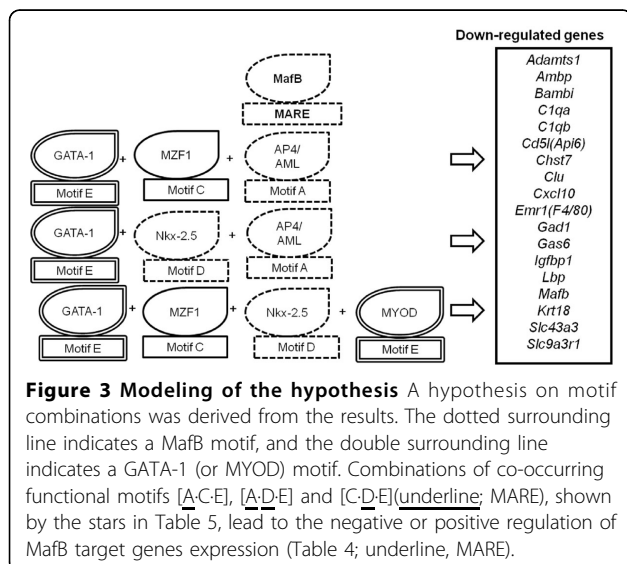 Down-regulated genes
MafB
MARE
Adamts1
Ambp
Bambi
C1qa
C1qb
Cd5l(Api6)
Chst7
Clu
Cxcl10
Emr1(F4/80)
Gad1
Gas6
Igfbp1
Lbp
Mafb
Krt18
Slc43a3
Slc9a3r1
GATA-1 + MZF1 + AP4/
AML
Motif E Motif C Motif A
GATA-1 + Nkx-2.5 + AP4/
AML
Motif E Motif D Motif A
GATA-1 + MZF1 + Nkx-2.5 + MYOD
Motif E Motif C Motif D Motif E
Figure 3 Modeling of the hypothesis A hypothesis on motif
combinations was derived from the results. The dotted surrounding
line indicates a MafB motif, and the double surrounding line
indicates a GATA-1 (or MYOD) motif. Combinations of co-occurring
functional motifs [A·C·E], [A·D·E] and [C·D·E](underline; MARE), shown
by the stars in Table 5, lead to the negative or positive regulation of
MafB target genes expression (Table 4; underline, MARE).